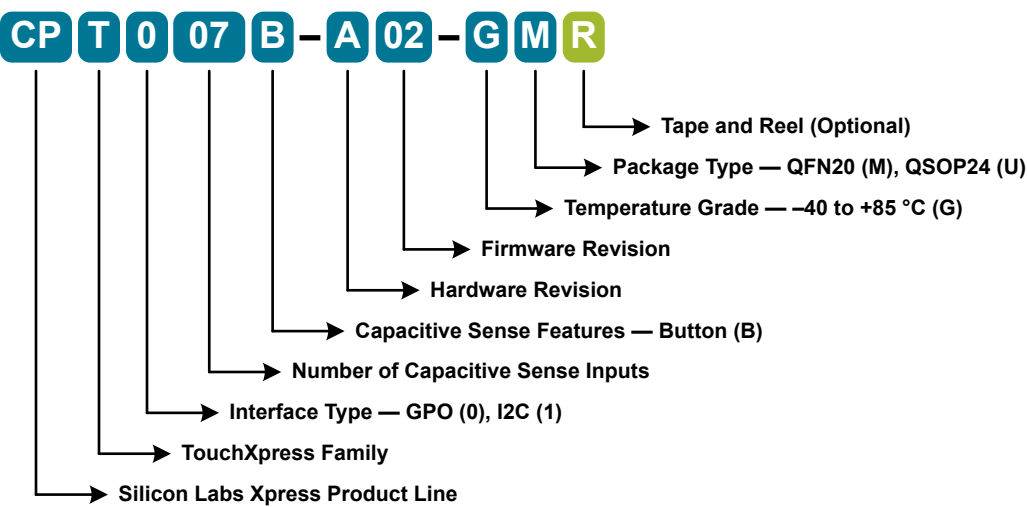 CP T 0 07 B – A 02 – G M R
Tape and Reel (Optional)
Package Type — QFN20 (M), QSOP24 (U)
Temperature Grade — –40 to +85 °C (G)
Firmware Revision
Hardware Revision
Capacitive Sense Features — Button (B)
Number of Capacitive Sense Inputs
Interface Type — GPO (0), I2C (1)
TouchXpress Family
Silicon Labs Xpress Product Line